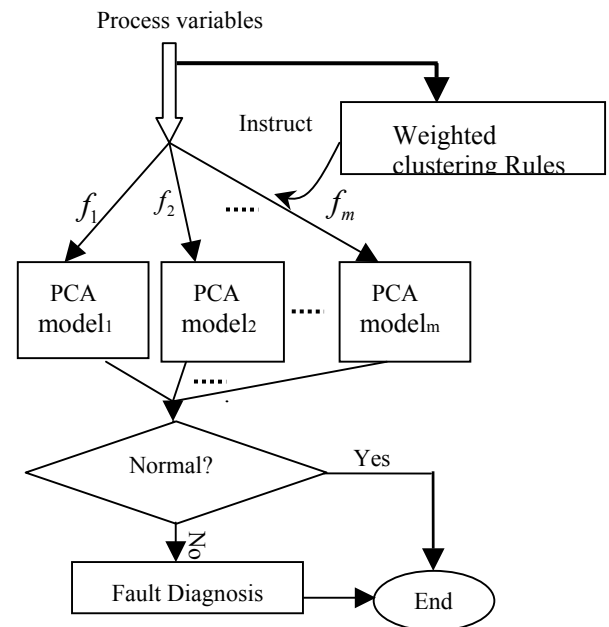 Process variables
Instruct
Weighted
clustering Rules
f1
f2
......
fm
PCA
model1
PCA
model2
......
PCA
modelm
......
Normal?
Yes
No
Fault Diagnosis
End